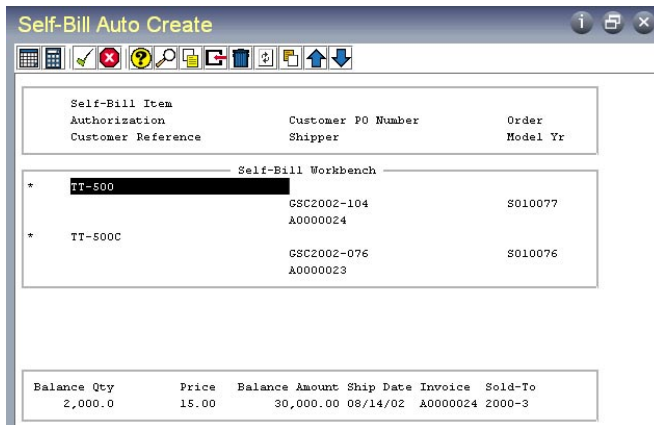 Self-Bill Auto Create
Self-Bill Item
Authorization Customer PO Number Order
Customer Reference Shipper Model Yr
Self-Bill Workbench
* TT-500
GSC2002-104 SO10077
A0000024
* TT-500C
GSC2002-076 SO10076
A0000023
Balance Qty Price Balance Amount Ship Date Invoice Sold-To
2,000.0 15.00 30,000.00 08/14/02 A0000024 2000-3